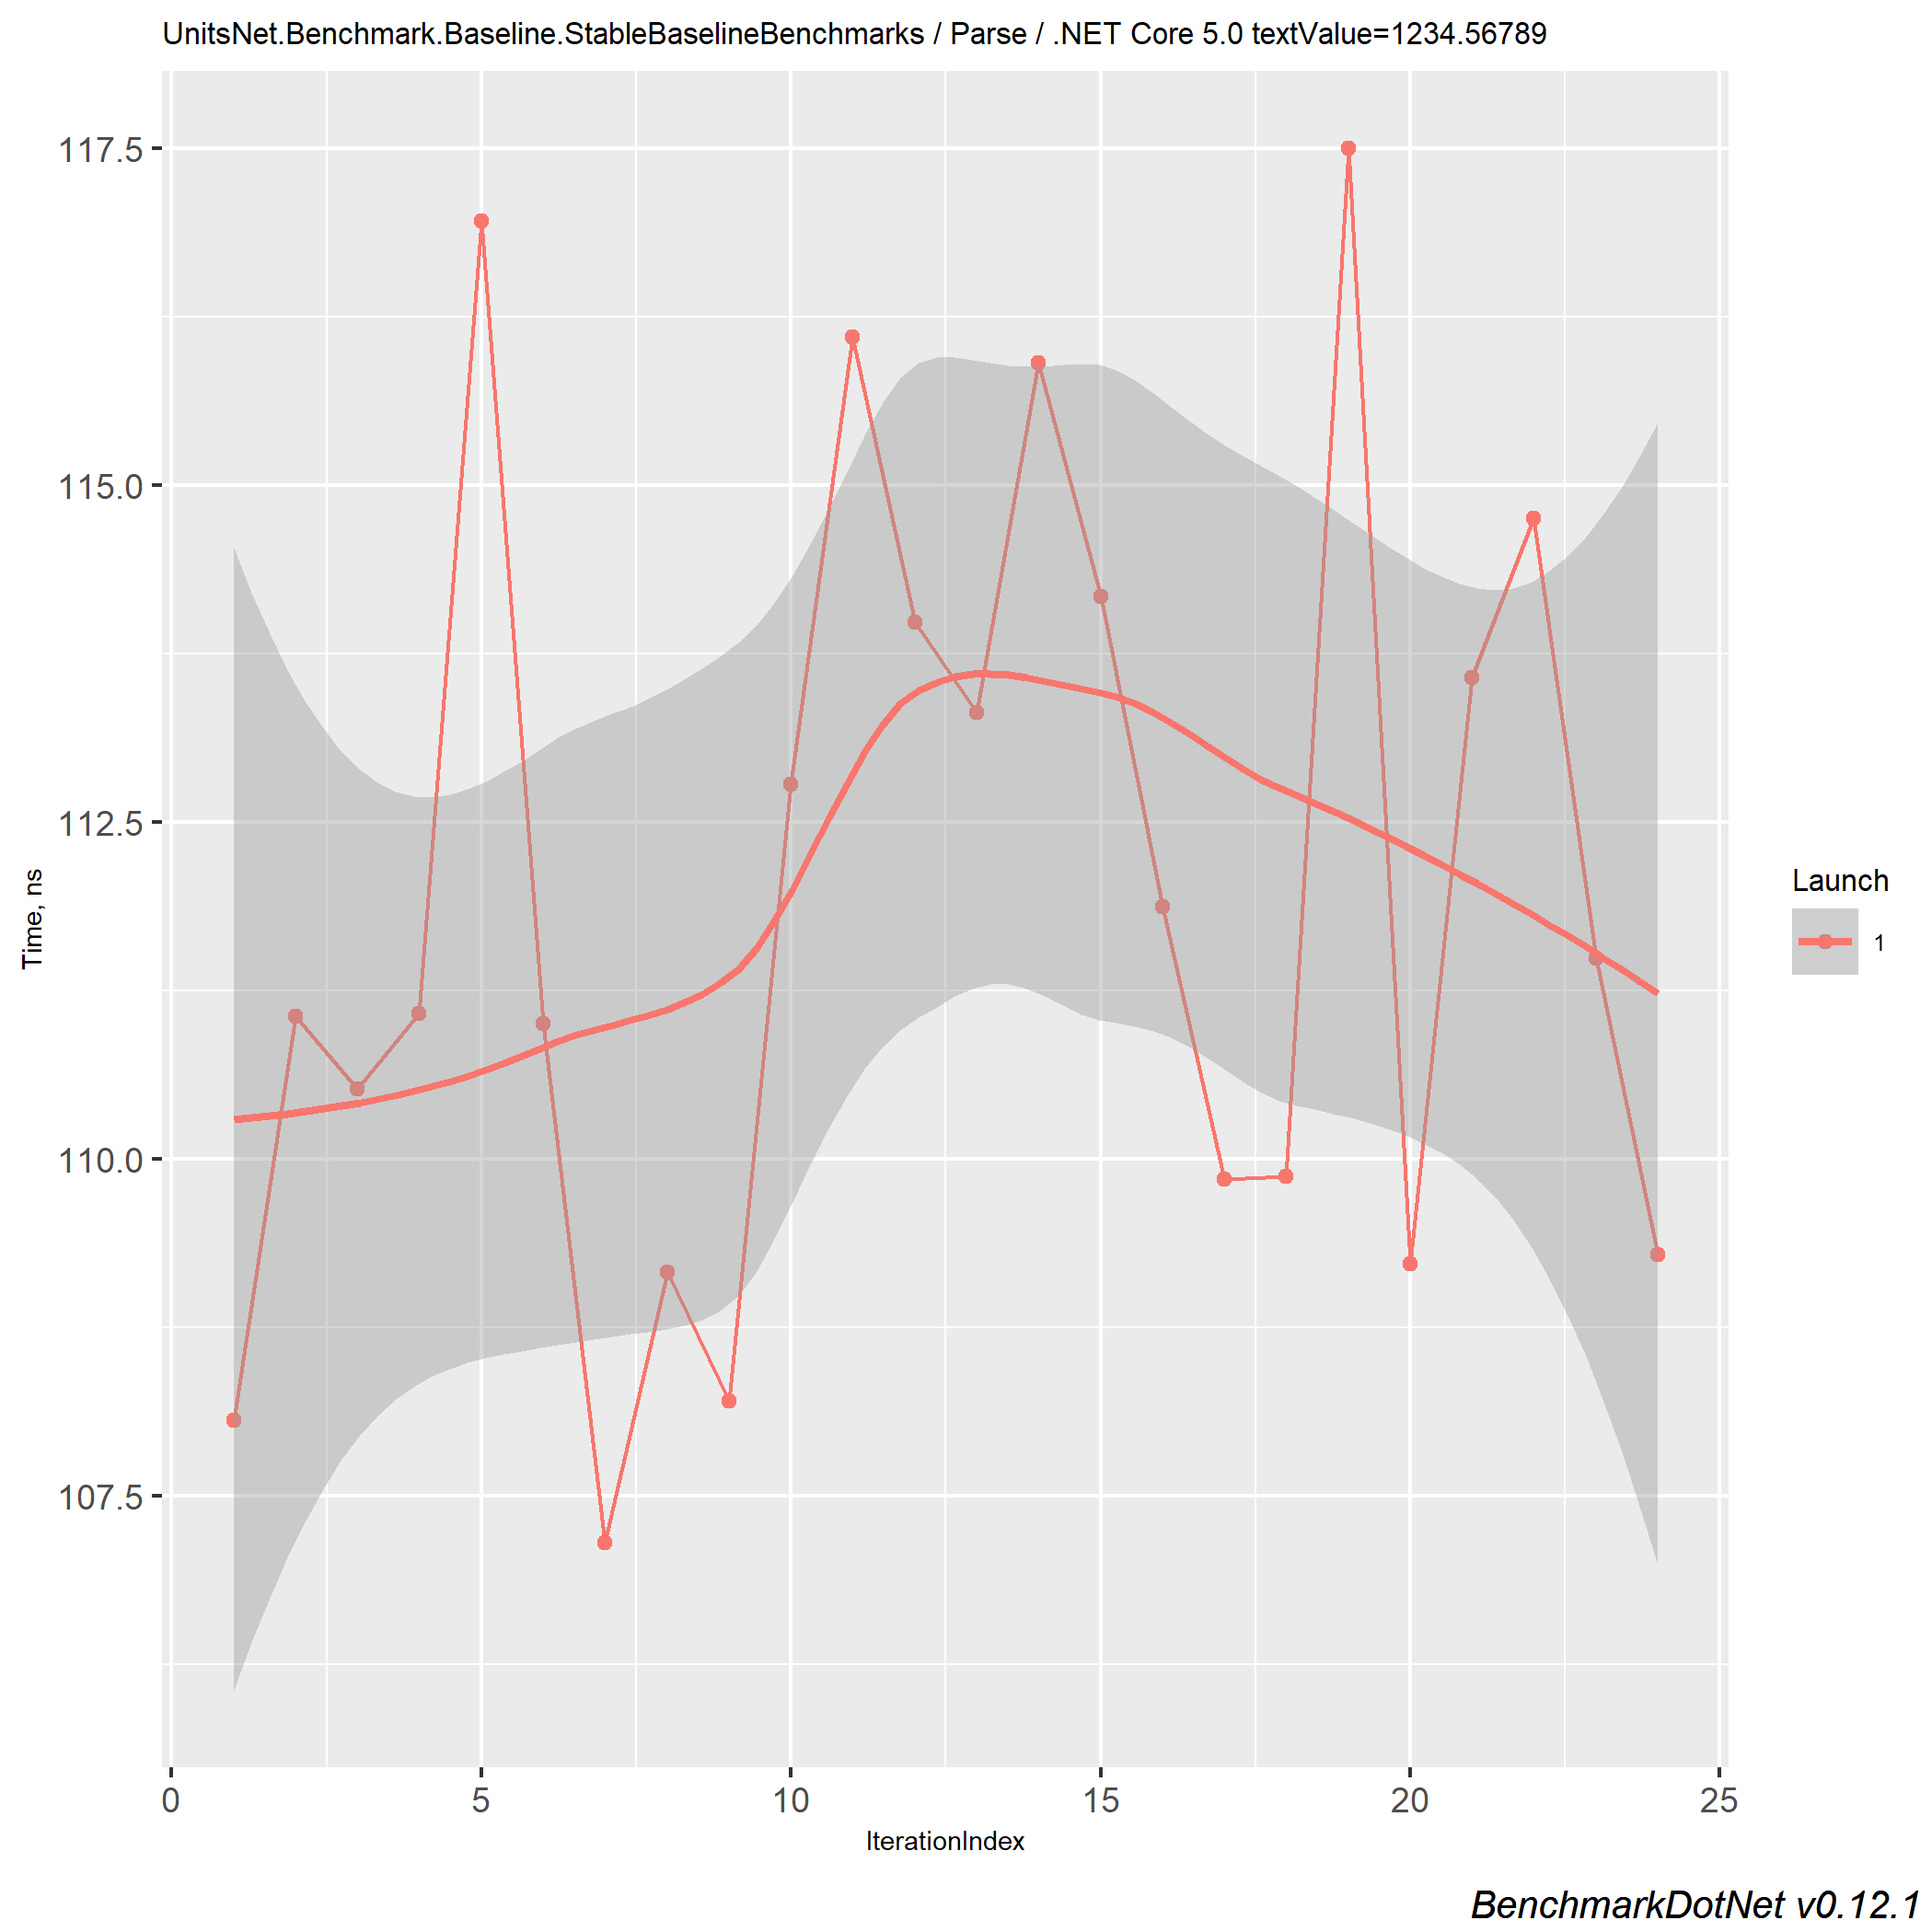 UnitsNet.Benchmark.Baseline.StableBaselineBenchmarks / Parse / .NET Core 5.0 textValue=1234.56789
117.5
115.0
112.5
110.0
107.5
Time, ns
0 5 10 15 20 25
IterationIndex
Launch
1
BenchmarkDotNet v0.12.1